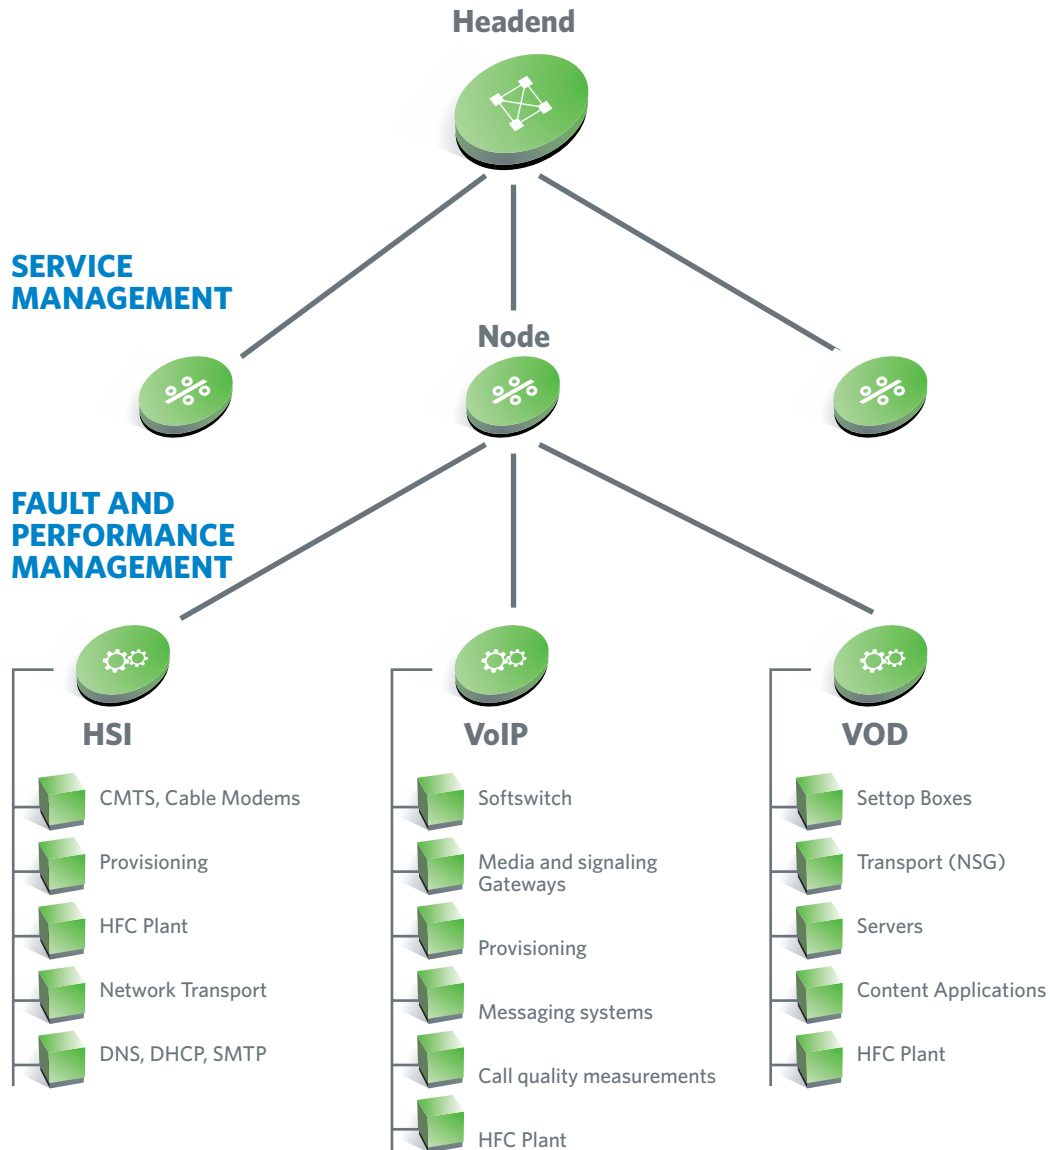 Headend
SERVICE
MANAGEMENT
Node
FAULT AND
PERFORMANCE
MANAGEMENT
HSI
CMTS, Cable Modems
Provisioning
HFC Plant
Network Transport
DNS, DHCP, SMTP
VoIP
Softswitch
Media and signaling
Gateways
Provisioning
Messaging systems
Call quality measurements
HFC Plant
VOD
Settop Boxes
Transport (NSG)
Servers
Content Applications
HFC Plant